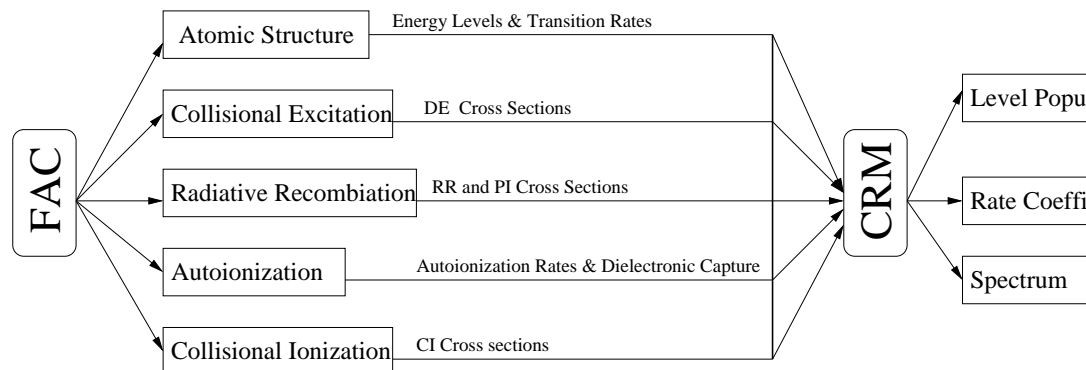 FAC
Atomic Structure
Energy Levels & Transition Rates
Collisional Excitation
DE Cross Sections
Radiative Recombiation
RR and PI Cross Sections
Autoionization
Autoionization Rates & Dielectronic Capture
Collisional Ionization
CI Cross sections
CRM
Level Popu
Rate Coeffi
Spectrum